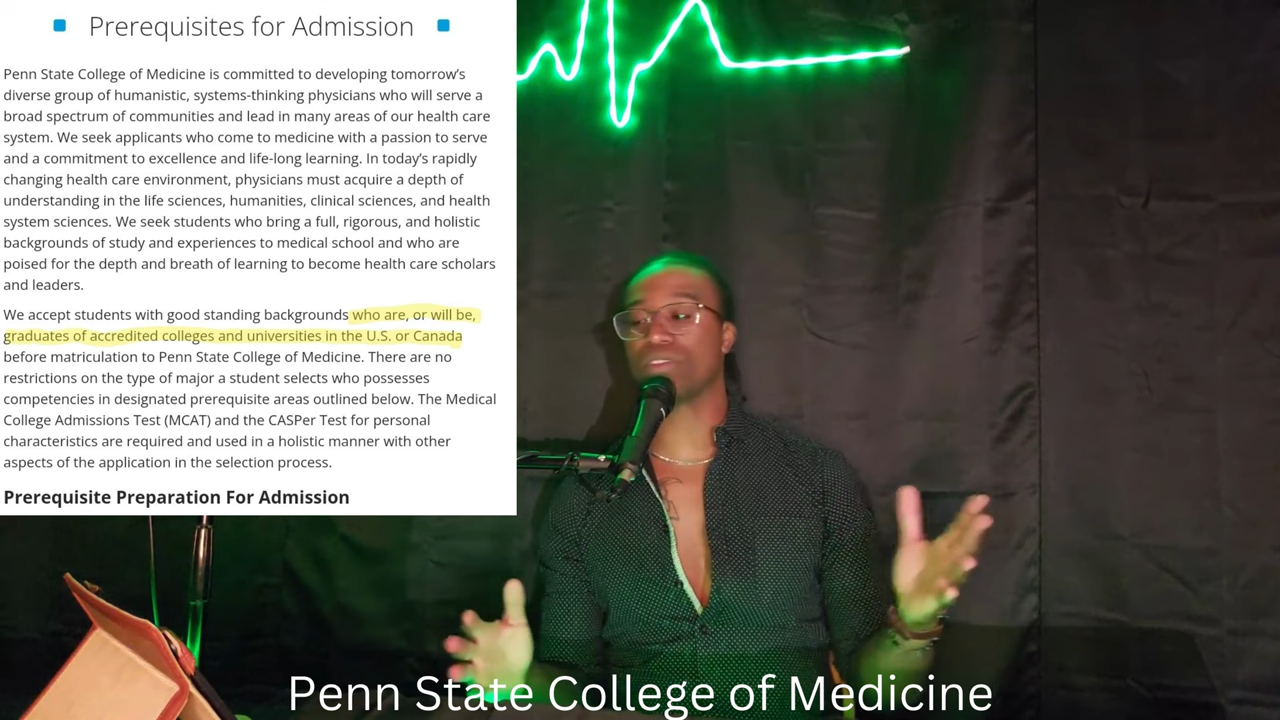 Prerequisites for Admission
Penn State College of Medicine is committed to developing tomorrow's
diverse group of humanistic, systems-thinking physicians who will serve a
broad spectrum of communities and lead in many areas of our health care
system. We seek applicants who come to medicine with a passion to serve
and a commitment to excellence and life-long learning. In today's rapidly
changing health care environment, physicians must acquire a depth of
understanding in the life sciences, humanities, clinical sciences, and health
system sciences. We seek students who bring a full, rigorous, and holistic
backgrounds of study and experiences to medical school and who are
poised for the depth and breath of learning to become health care scholars
and leaders.
We accept students with good standing backgrounds who are, or will be,
graduates of accredited colleges and universities in the U.S. or Canada
before matriculation to Penn State College of Medicine. There are no
restrictions on the type of major a student selects who possesses
competencies in designated prerequisite areas outlined below. The Medical
College Admissions Test (MCAT) and the CASPer Test for personal
characteristics are required and used in a holistic manner with other
aspects of the application in the selection process.
Prerequisite Preparation For Admission
Penn State College of Medicine